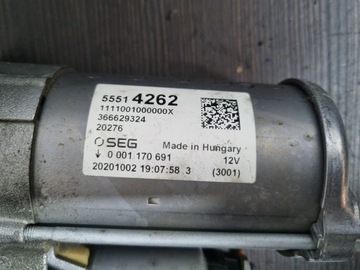 5551 4262
1111001000000X
366629324
20276
SEG Made in Hungary
0 001 170 691 12V
20201002 19:07:58 3 (3001)